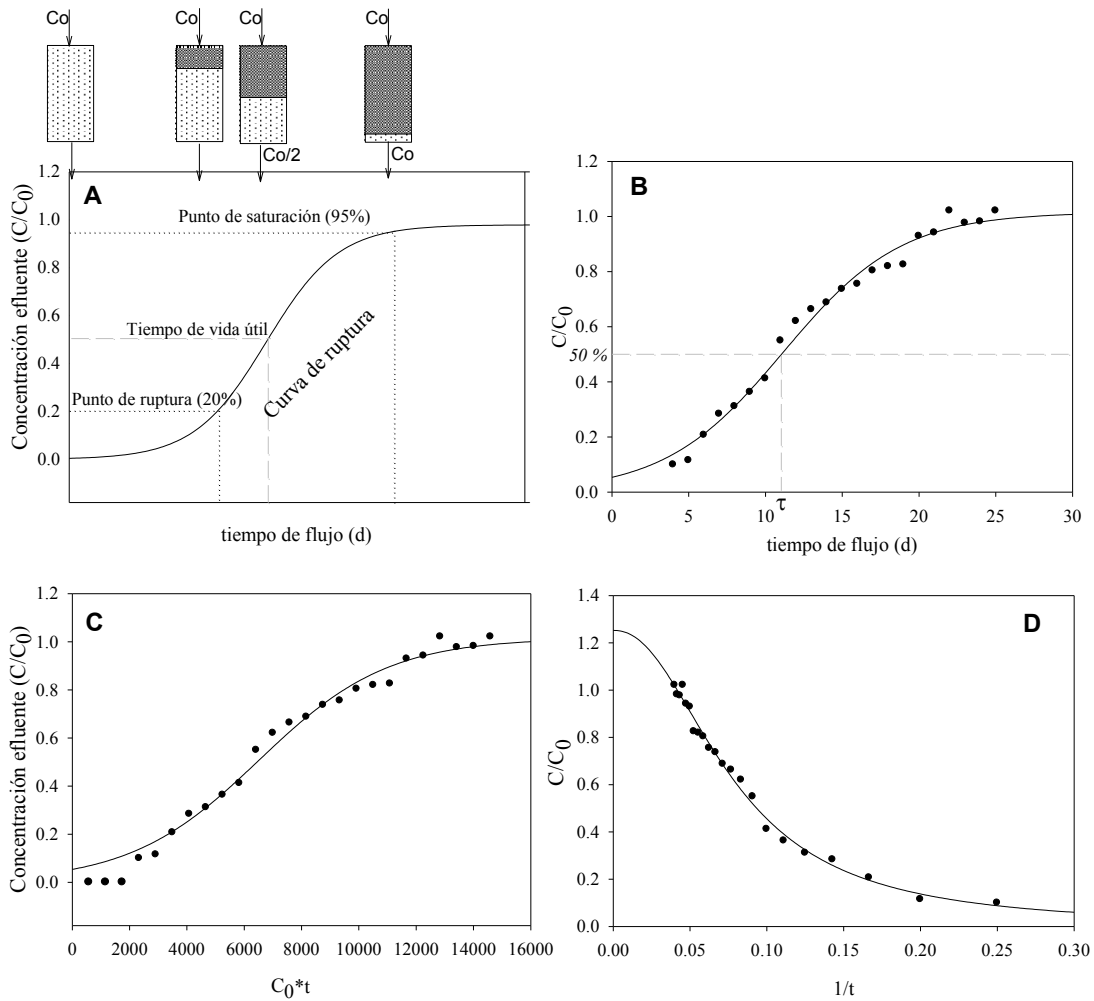 Co Co Co Co
Co/2 Co
A
Concentración efluente (C/C0)
1.2
1.0
0.8
0.6
0.4
0.2
0.0
Punto de saturación (95%)
Tiempo de vida útil
Punto de ruptura (20%)
Curva de ruptura
tiempo de flujo (d)
B
C/C0
1.2
1.0
0.8
0.6
50 %
0.4
0.2
0.0
0 5 10 15 20 25 30
τ
tiempo de flujo (d)
C
Concentración efluente (C/C0)
1.2
1.0
0.8
0.6
0.4
0.2
0.0
0 2000 4000 6000 8000 10000 12000 14000 16000
C0*t
D
C/C0
1.4
1.2
1.0
0.8
0.6
0.4
0.2
0.0
0.00 0.05 0.10 0.15 0.20 0.25 0.30
1/t